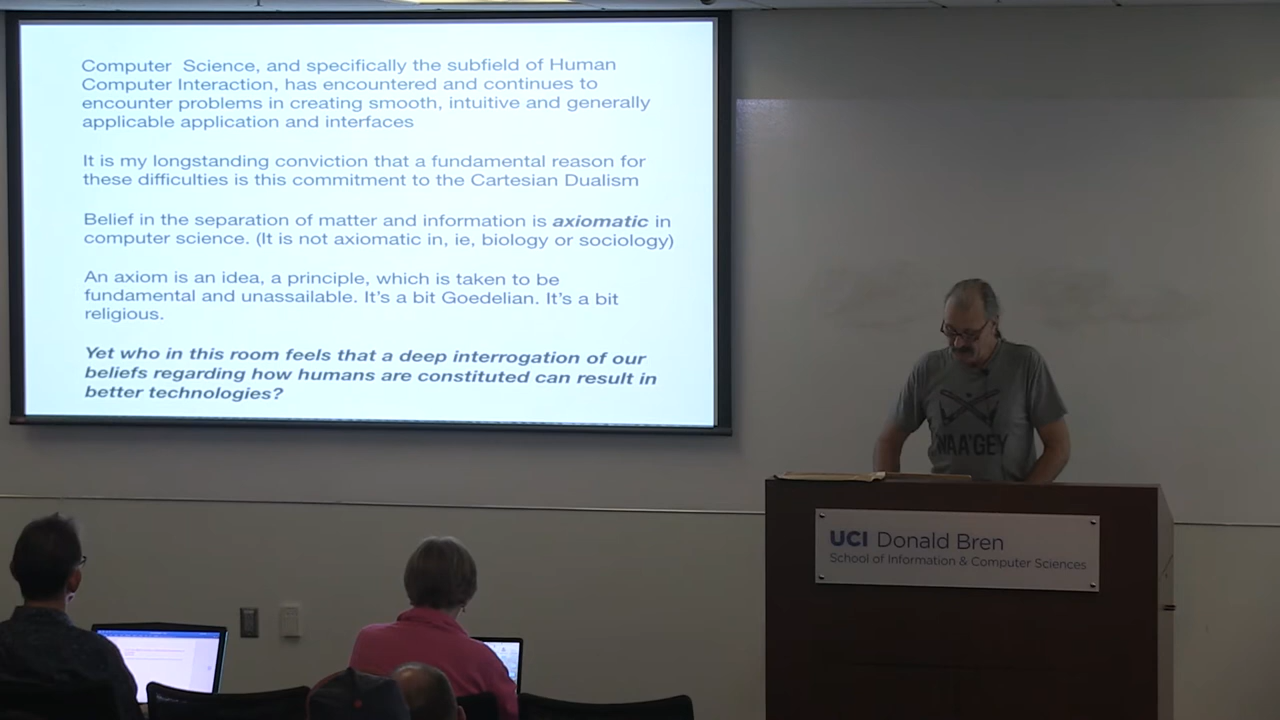 Computer Science, and specifically the subfield of Human
Computer Interaction, has encountered and continues to
encounter problems in creating smooth, intuitive and generally
applicable application and interfaces
It is my longstanding conviction that a fundamental reason for
these difficulties is this commitment to the Cartesian Dualism
Belief in the separation of matter and information is axiomatic in
computer science. (It is not axiomatic in, ie, biology or sociology)
An axiom is an idea, a principle, which is taken to be
fundamental and unassailable. It's a bit Goedelian. It's a bit
religious.
Yet who in this room feels that a deep interrogation of our
beliefs regarding how humans are constituted can result in
better technologies?
NAA'GEY
UCI Donald Bren
School of Information & Computer Sciences